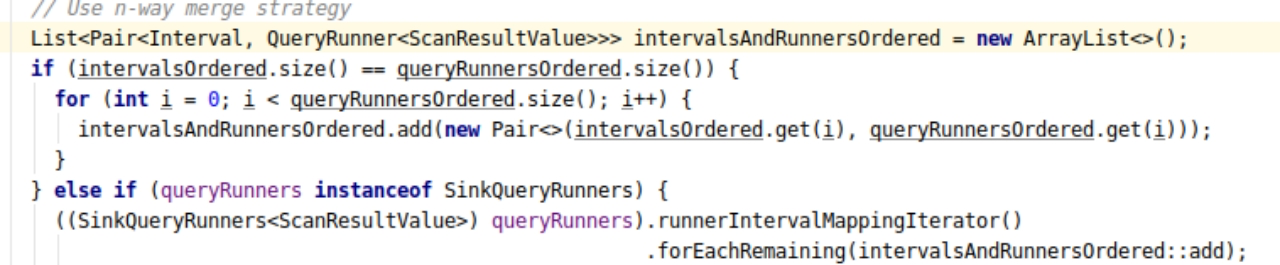 // Use n-way merge strategy
List<Pair<Interval, QueryRunner<ScanResultValue>>> intervalsAndRunnersOrdered = new ArrayList<>();
if (intervalsOrdered.size() == queryRunnersOrdered.size()) {
for (int i = 0; i < queryRunnersOrdered.size(); i++) {
intervalsAndRunnersOrdered.add(new Pair<>(intervalsOrdered.get(i), queryRunnersOrdered.get(i)));
}
} else if (queryRunners instanceof SinkQueryRunners) {
((SinkQueryRunners<ScanResultValue>) queryRunners).runnerIntervalMappingIterator()
.forEachRemaining(intervalsAndRunnersOrdered::add);